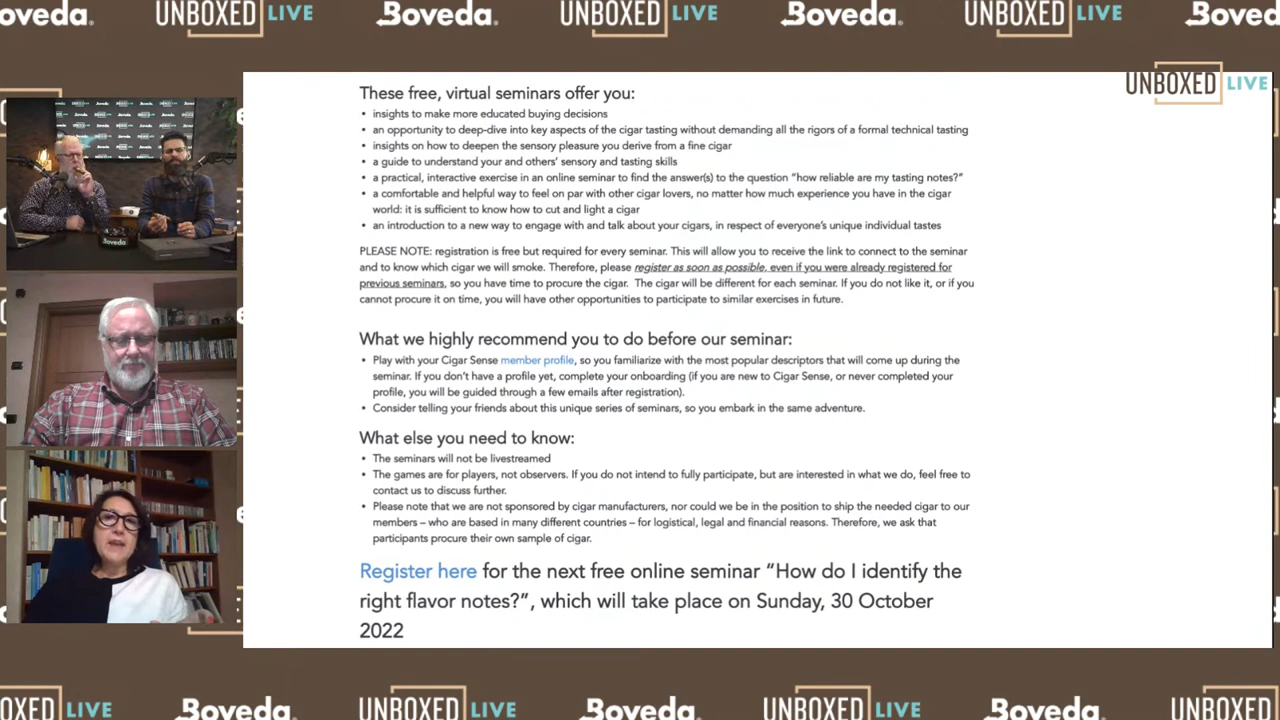 Boveda.
UNBOXED LIVE
Boveda.
UNBOXED LIVE
Boveda.
UNBOXED LIVE
Boved
UNBOXED LIVE
These free, virtual seminars offer you:
• insights to make more educated buying decisions
• an opportunity to deep-dive into key aspects of the cigar tasting without demanding all the rigors of a formal technical tasting
• insights on how to deepen the sensory pleasure you derive from a fine cigar
• a guide to understand your and others' sensory and tasting skills
• a practical, interactive exercise in an online seminar to find the answer(s) to the question "how reliable are my tasting notes?"
• a comfortable and helpful way to feel on par with other cigar lovers, no matter how much experience you have in the cigar
world: it is sufficient to know how to cut and light a cigar
• an introduction to a new way to engage with and talk about your cigars, in respect of everyone's unique individual tastes
PLEASE NOTE: registration is free but required for every seminar. This will allow you to receive the link to connect to the seminar
and to know which cigar we will smoke. Therefore, please register as soon as possible, even if you were already registered for
previous seminars, so you have time to procure the cigar. The cigar will be different for each seminar. If you do not like it, or if you
cannot procure it on time, you will have other opportunities to participate to similar exercises in future.
What we highly recommend you to do before our seminar:
• Play with your Cigar Sense member profile, so you familiarize with the most popular descriptors that will come up during the
seminar. If you don't have a profile yet, complete your onboarding (if you are new to Cigar Sense, or never completed your
profile, you will be guided through a few emails after registration).
• Consider telling your friends about this unique series of seminars, so you embark in the same adventure.
What else you need to know:
• The seminars will not be livestreamed
• The games are for players, not observers. If you do not intend to fully participate, but are interested in what we do, feel free to
contact us to discuss further.
• Please note that we are not sponsored by cigar manufacturers, nor could we be in the position to ship the needed cigar to our
members – who are based in many different countries – for logistical, legal and financial reasons. Therefore, we ask that
participants procure their own sample of cigar.
Register here for the next free online seminar "How do I identify the
right flavor notes?", which will take place on Sunday, 30 October
2022
Boveda
OXED LIVE
Boveda.
UNBOXED LIVE
Boveda.
UNBOXED LIVE
Boveda.
UNBOX